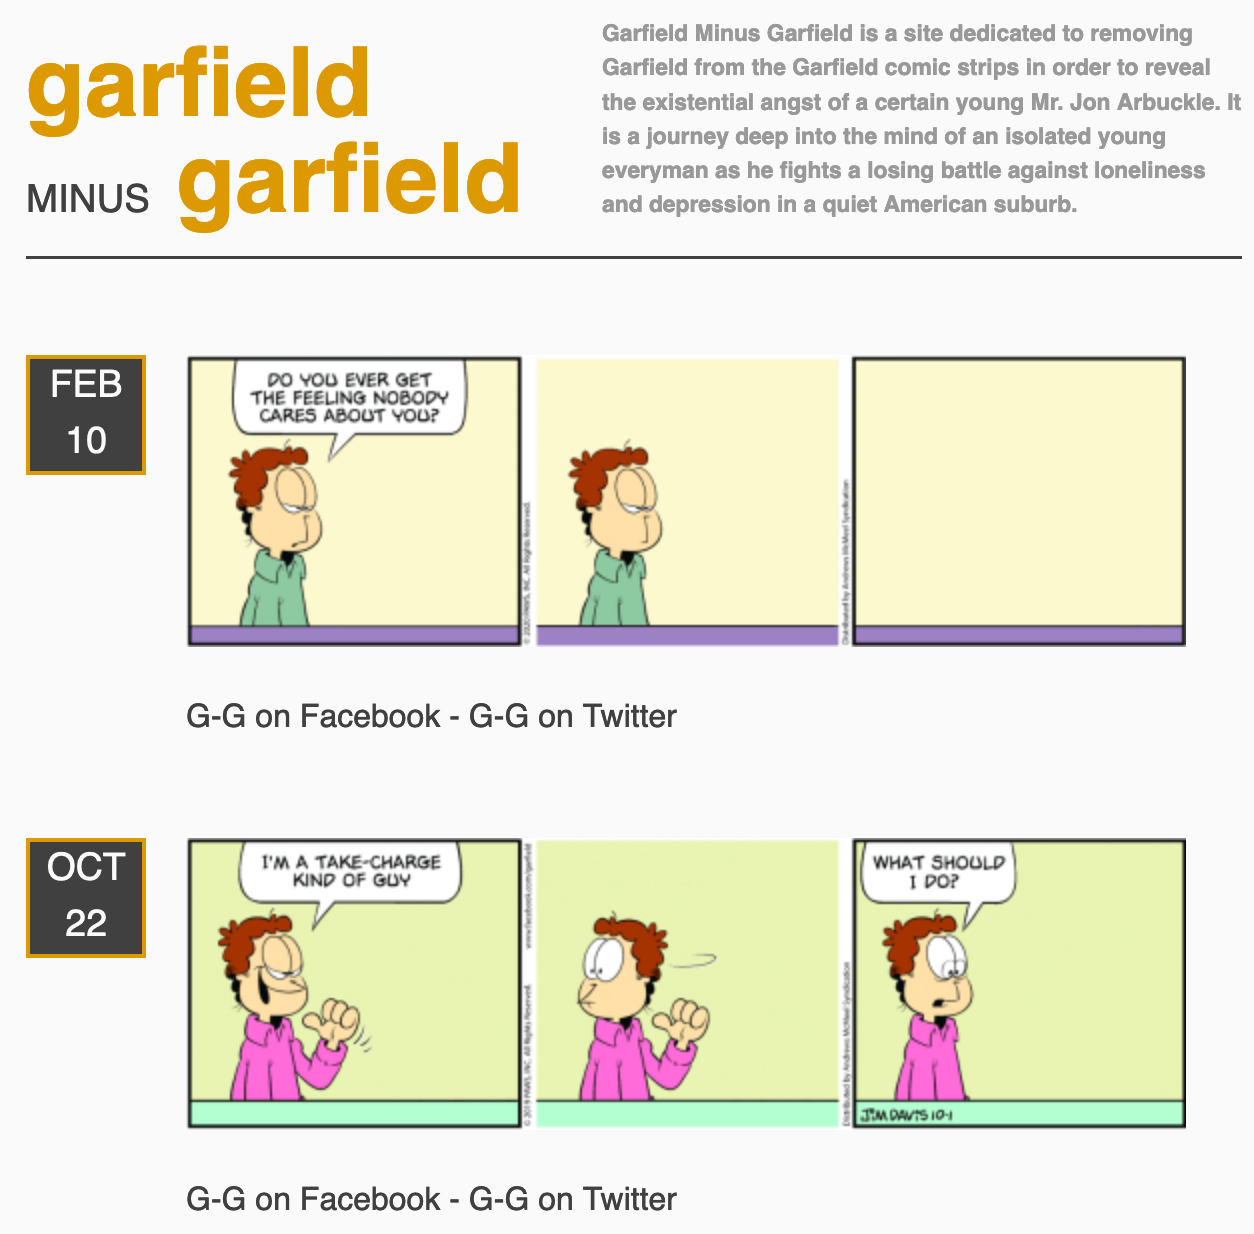 garfield
MINUS garfield
Garfield Minus Garfield is a site dedicated to removing
Garfield from the Garfield comic strips in order to reveal
the existential angst of a certain young Mr. Jon Arbuckle. It
is a journey deep into the mind of an isolated young
everyman as he fights a losing battle against loneliness
and depression in a quiet American suburb.
FEB
10
DO YOU EVER GET
THE FEELING NOBODY
CARES ABOUT YOU?
© 2020 PAWS, INC. All Rights Reserved.
Distributed by Andrews McMeel Syndication
G-G on Facebook - G-G on Twitter
OCT
22
I'M A TAKE-CHARGE
KIND OF GUY
www.facebook.com/garfield
© 2019 PAWS, INC. All Rights Reserved.
Distributed by Andrews McMeel Syndication
WHAT SHOULD
I DO?
JIM DAVIS 10-1
G-G on Facebook - G-G on Twitter